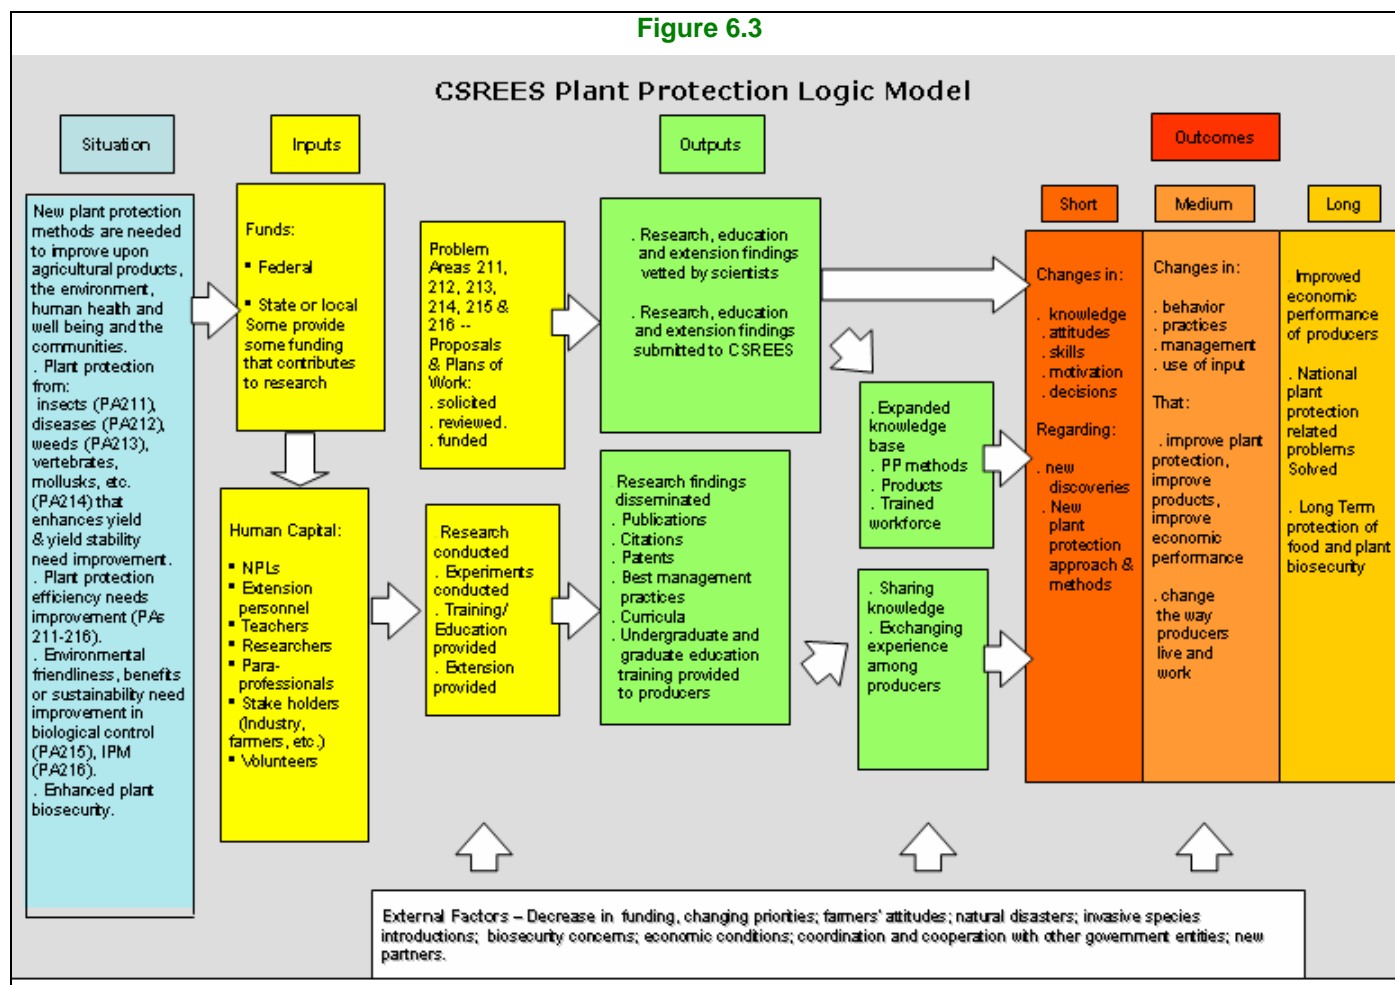 Figure 6.3
CSREES Plant Protection Logic Model
Situation
Inputs
Outputs
Outcomes
Short
Medium
Long
New plant protection
methods are needed
to improve upon
agricultural products,
the environment,
human health and
well being and the
communities.
. Plant protection
from:
insects (PA211),
diseases (PA212),
weeds (PA213),
vertebrates,
mollusks, etc.
(PA214) that
enhances yield
& yield stability
need improvement.
. Plant protection
efficiency needs
improvement (PAs
211-216).
. Environmental
friendliness, benefits
or sustainability need
improvement in
biological control
(PA215), IPM
(PA216).
. Enhanced plant
biosecurity.
Funds:
▪ Federal
▪ State or local
Some provide
some funding
that contributes
to research
Human Capital:
▪ NPLs
▪ Extension
personnel
▪ Teachers
▪ Researchers
▪ Para-
professionals
▪ Stake holders
(Industry,
farmers, etc.)
▪ Volunteers
Problem
Areas 211,
212, 213,
214, 215 &
216 --
Proposals
& Plans of
Work:
. solicited
. reviewed.
. funded
. Research
conducted
. Experiments
conducted
. Training/
Education
provided
. Extension
provided
. Research, education
and extension findings
vetted by scientists
. Research, education
and extension findings
submitted to CSREES
Research findings
disseminated
. Publications
. Citations
. Patents
. Best management
practices
. Curricula
. Undergraduate and
graduate education
training provided
to producers
. Expanded
knowledge
base
. PP methods
. Products
. Trained
workforce
. Sharing
knowledge
. Exchanging
experience
among
producers
Changes in:
. knowledge
. attitudes
. skills
. motivation
. decisions
Regarding:
. new
discoveries
. New
plant
protection
approach &
methods
Changes in:
. behavior
. practices
. management
. use of input
That:
. improve plant
protection,
improve
products,
improve
economic
performance
. change
the way
producers
live and
work
. Improved
economic
performance
of producers
. National
plant
protection
related
problems
Solved
. Long Term
protection of
food and plant
biosecurity
External Factors – Decrease in funding, changing priorities; farmers' attitudes; natural disasters; invasive species
introductions; biosecurity concerns; economic conditions; coordination and cooperation with other government entities; new
partners.